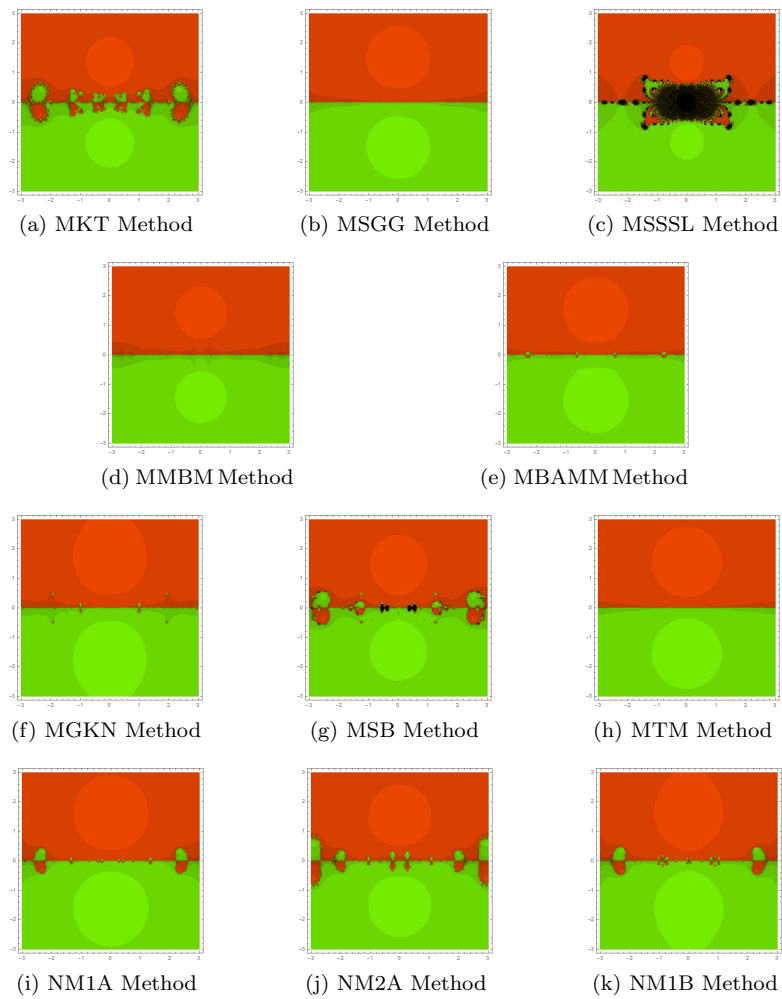 (a) MKT Method
(b) MSGG Method
(c) MSSSL Method
(d) MMBM Method
(e) MBAMM Method
(f) MGKN Method
(g) MSB Method
(h) MTM Method
(i) NM1A Method
(j) NM2A Method
(k) NM1B Method